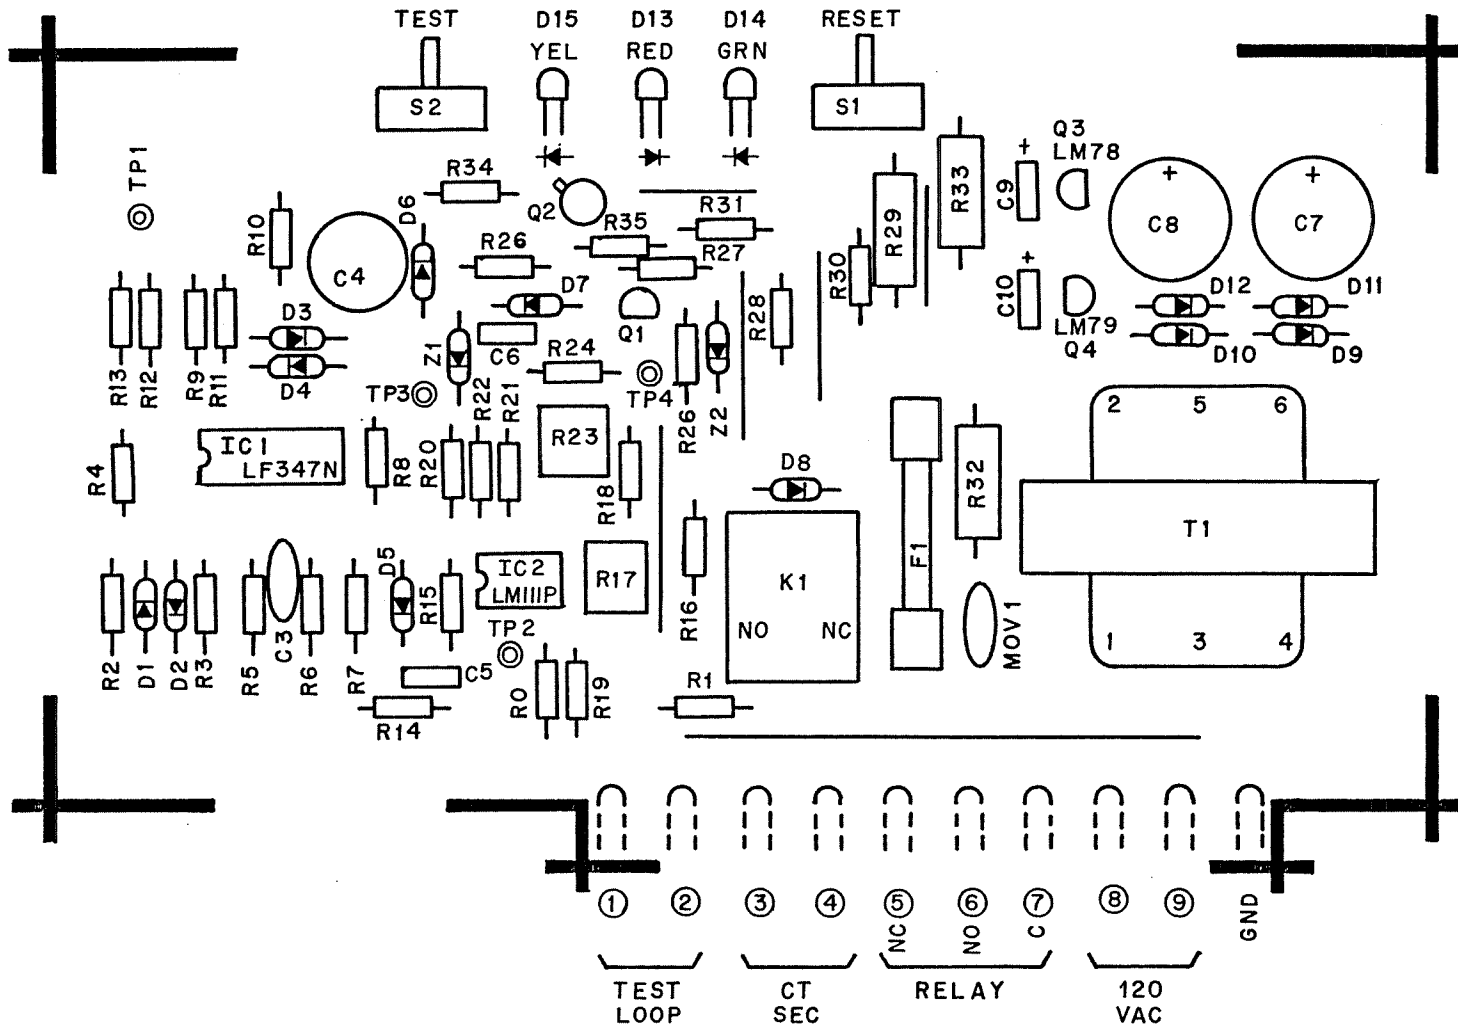 TEST
D15
D13
D14
RESET
YEL
RED
GRN
S2
S1
Q3
LM78
TP1
R34
Q2
D6
R10
R35
R31
R29
R33
C9
+
+
+
C8
C7
C4
R26
R27
R30
+
C10
D7
D12
D11
D3
Z1
C6
Q1
R28
LM79
Q4
D10
D9
R13
R12
R9
R11
D4
R24
TP3
R22
R21
TP4
R26
Z2
2
5
6
R4
IC1
LF347N
R8
R20
R23
R18
D8
R32
T1
D5
IC2
LM111P
R17
R15
R16
K1
F1
NO
NC
MOV 1
1
3
4
R2
D1
D2
R3
R5
C3
R6
R7
TP2
C5
R14
R0
R19
R1
1
2
3
4
5
6
7
8
9
NC
NO
C
GND
TEST
LOOP
CT
SEC
RELAY
120
VAC